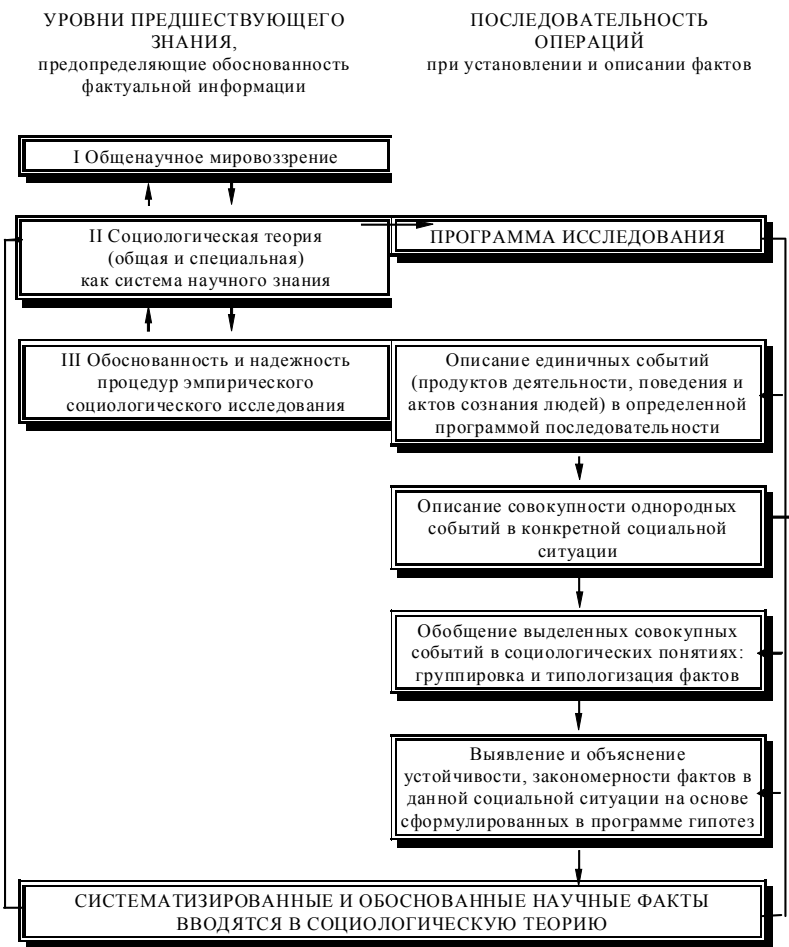 УРОВНИ ПРЕДШЕСТВУЮЩЕГО
ЗНАНИЯ,
предопределяющие обоснованность
фактуальной информации
ПОСЛЕДОВАТЕЛЬНОСТЬ
ОПЕРАЦИЙ
при установлении и описании фактов
I Общенаучное мировоззрение
II Социологическая теория
(общая и специальная)
как система научного знания
ПРОГРАММА ИССЛЕДОВАНИЯ
III Обоснованность и надежность
процедур эмпирического
социологического исследования
Описание единичных событий
(продуктов деятельности, поведения и
актов сознания людей) в определенной
программой последовательности
Описание совокупности однородных
событий в конкретной социальной
ситуации
Обобщение выделенных совокупных
событий в социологических понятиях:
группировка и типологизация фактов
Выявление и объяснение
устойчивости, закономерности фактов в
данной социальной ситуации на основе
сформулированных в программе гипотез
СИСТЕМАТИЗИРОВАННЫЕ И ОБОСНОВАННЫЕ НАУЧНЫЕ ФАКТЫ
ВВОДЯТСЯ В СОЦИОЛОГИЧЕСКУЮ ТЕОРИЮ